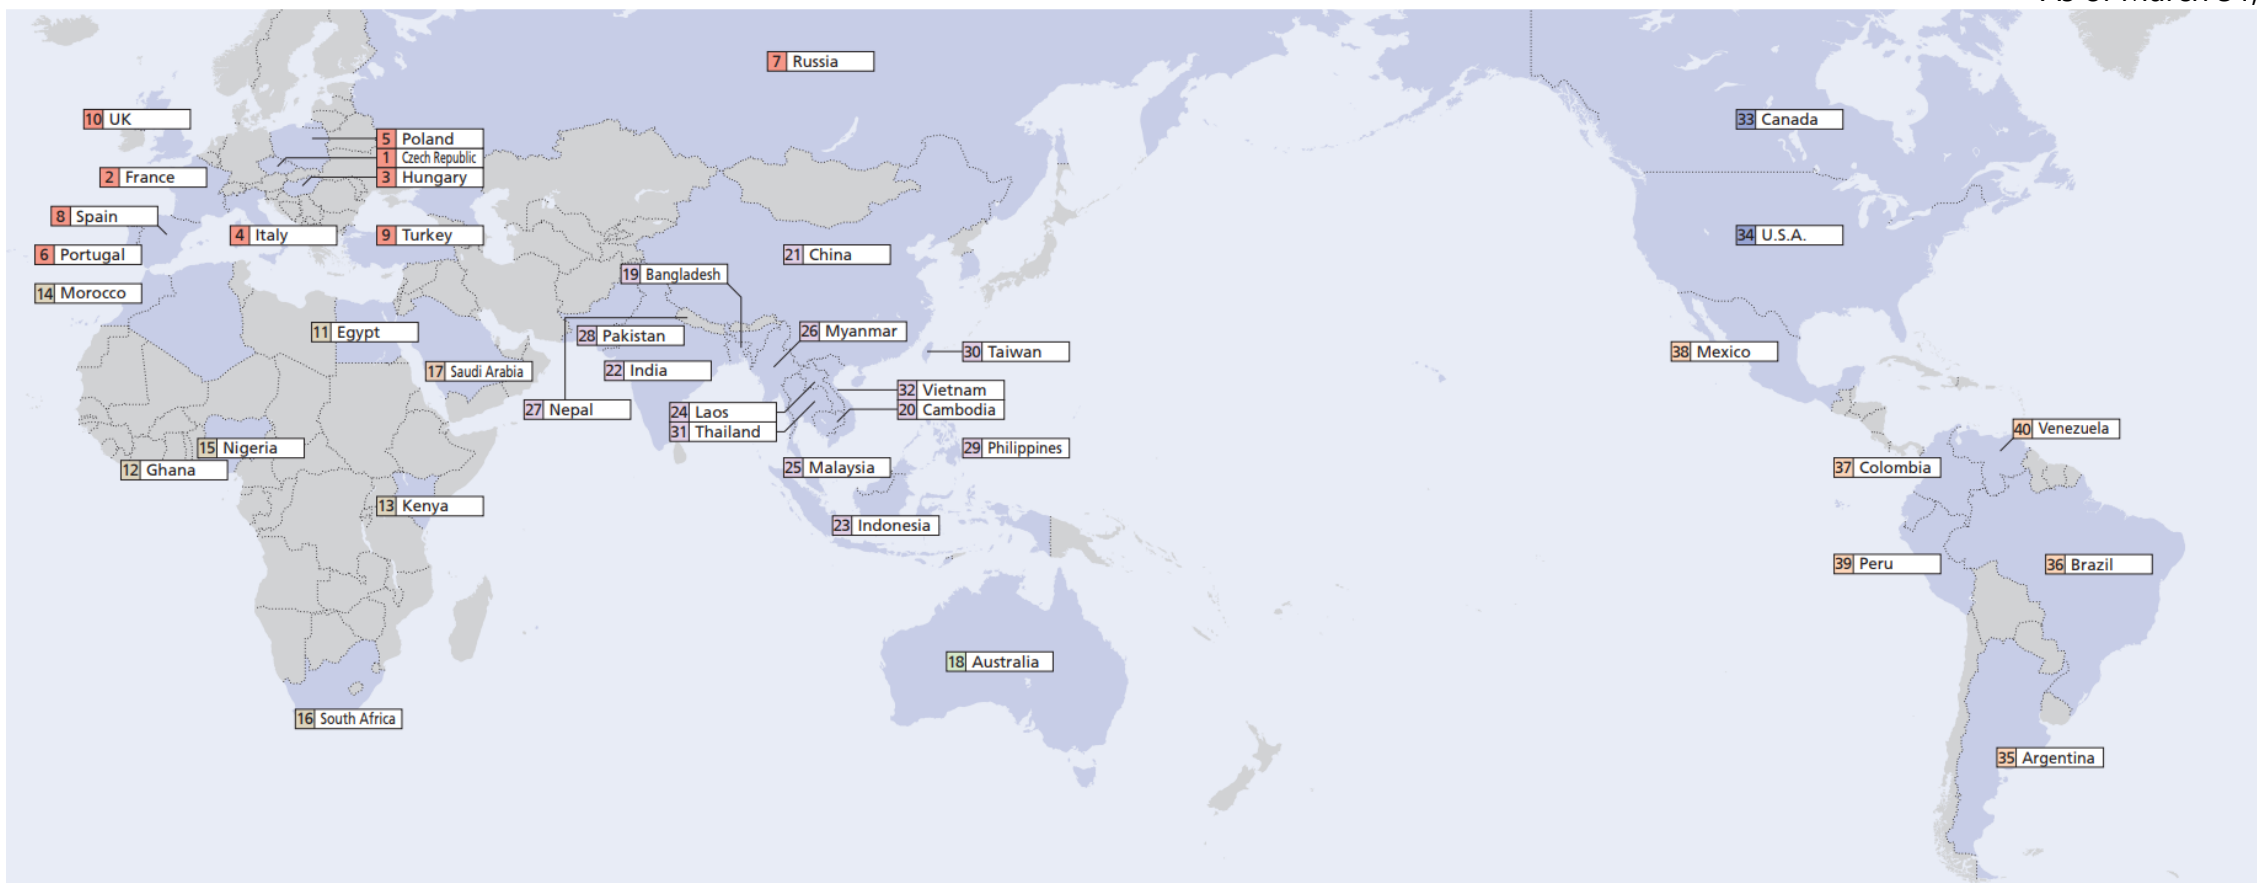 As of March 31,
7 Russia
10 UK
33 Canada
5 Poland
1 Czech Republic
2 France
3 Hungary
8 Spain
4 Italy
9 Turkey
34 U.S.A.
6 Portugal
21 China
19 Bangladesh
14 Morocco
11 Egypt
28 Pakistan
26 Myanmar
30 Taiwan
38 Mexico
17 Saudi Arabia
22 India
32 Vietnam
27 Nepal
24 Laos
20 Cambodia
31 Thailand
40 Venezuela
15 Nigeria
29 Philippines
12 Ghana
25 Malaysia
37 Colombia
13 Kenya
23 Indonesia
39 Peru
36 Brazil
18 Australia
16 South Africa
35 Argentina